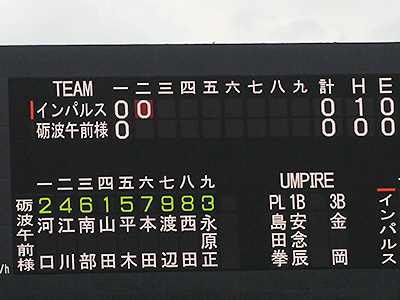 TEAM 一 二 三 四 五 六 七 八 九 計 H E
インパルス 0 0 0 1 0
砺波午前様 0 0 0 0
一 二 三 四 五 六 七 八 九 UMPIRE
2 4 6 1 5 7 9 8 3 PL 1B 3B
砺波午前様
河口
江川
南部
山田
平木
本田
渡辺
西田
永原正
島拳
安念辰
金岡
インパルス
/h